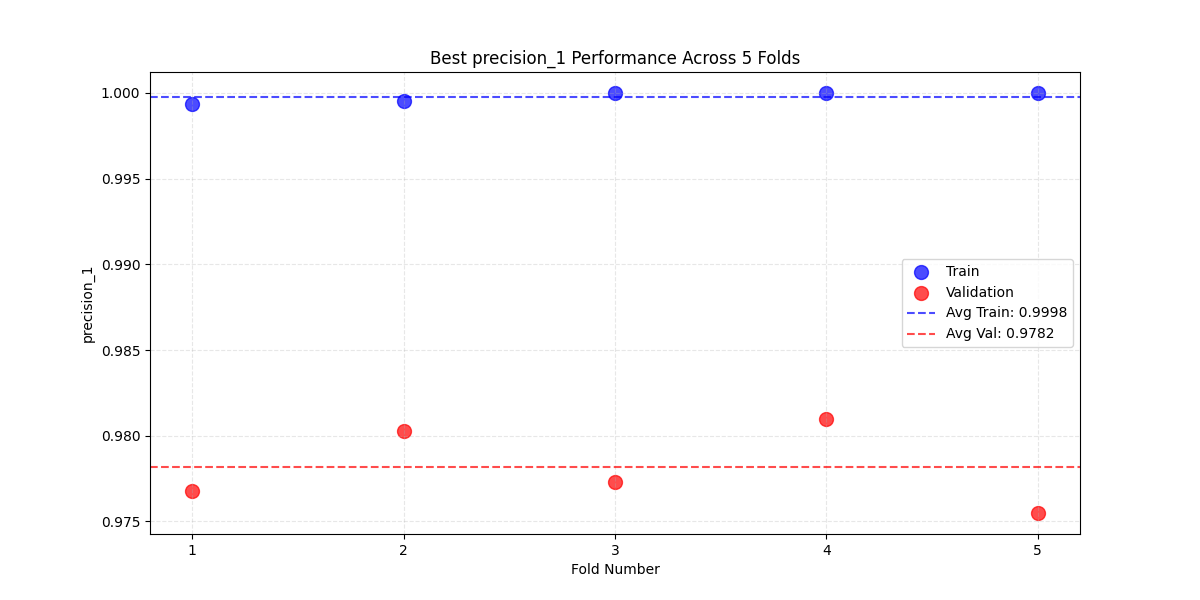 Best precision_1 Performance Across 5 Folds
1.000
0.995
0.990
0.985
0.980
0.975
precision_1
Train
Validation
Avg Train: 0.9998
Avg Val: 0.9782
1 2 3 4 5
Fold Number